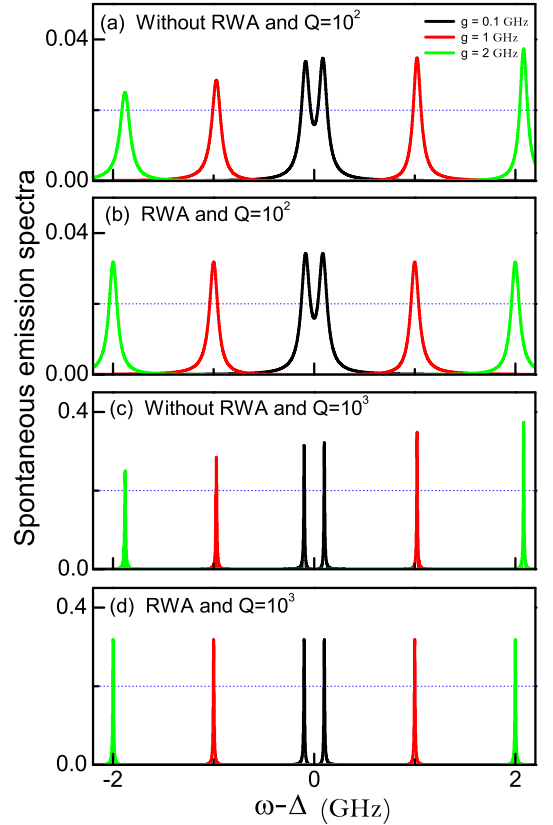 (a) Without RWA and Q=10²
g = 0.1 GHz
g = 1 GHz
g = 2 GHz
0.04
0.00
(b) RWA and Q=10²
0.04
0.00
(c) Without RWA and Q=10³
0.4
0.0
(d) RWA and Q=10³
0.4
0.0
-2
0
2
ω-Δ (GHz)
Spontaneous emission spectra